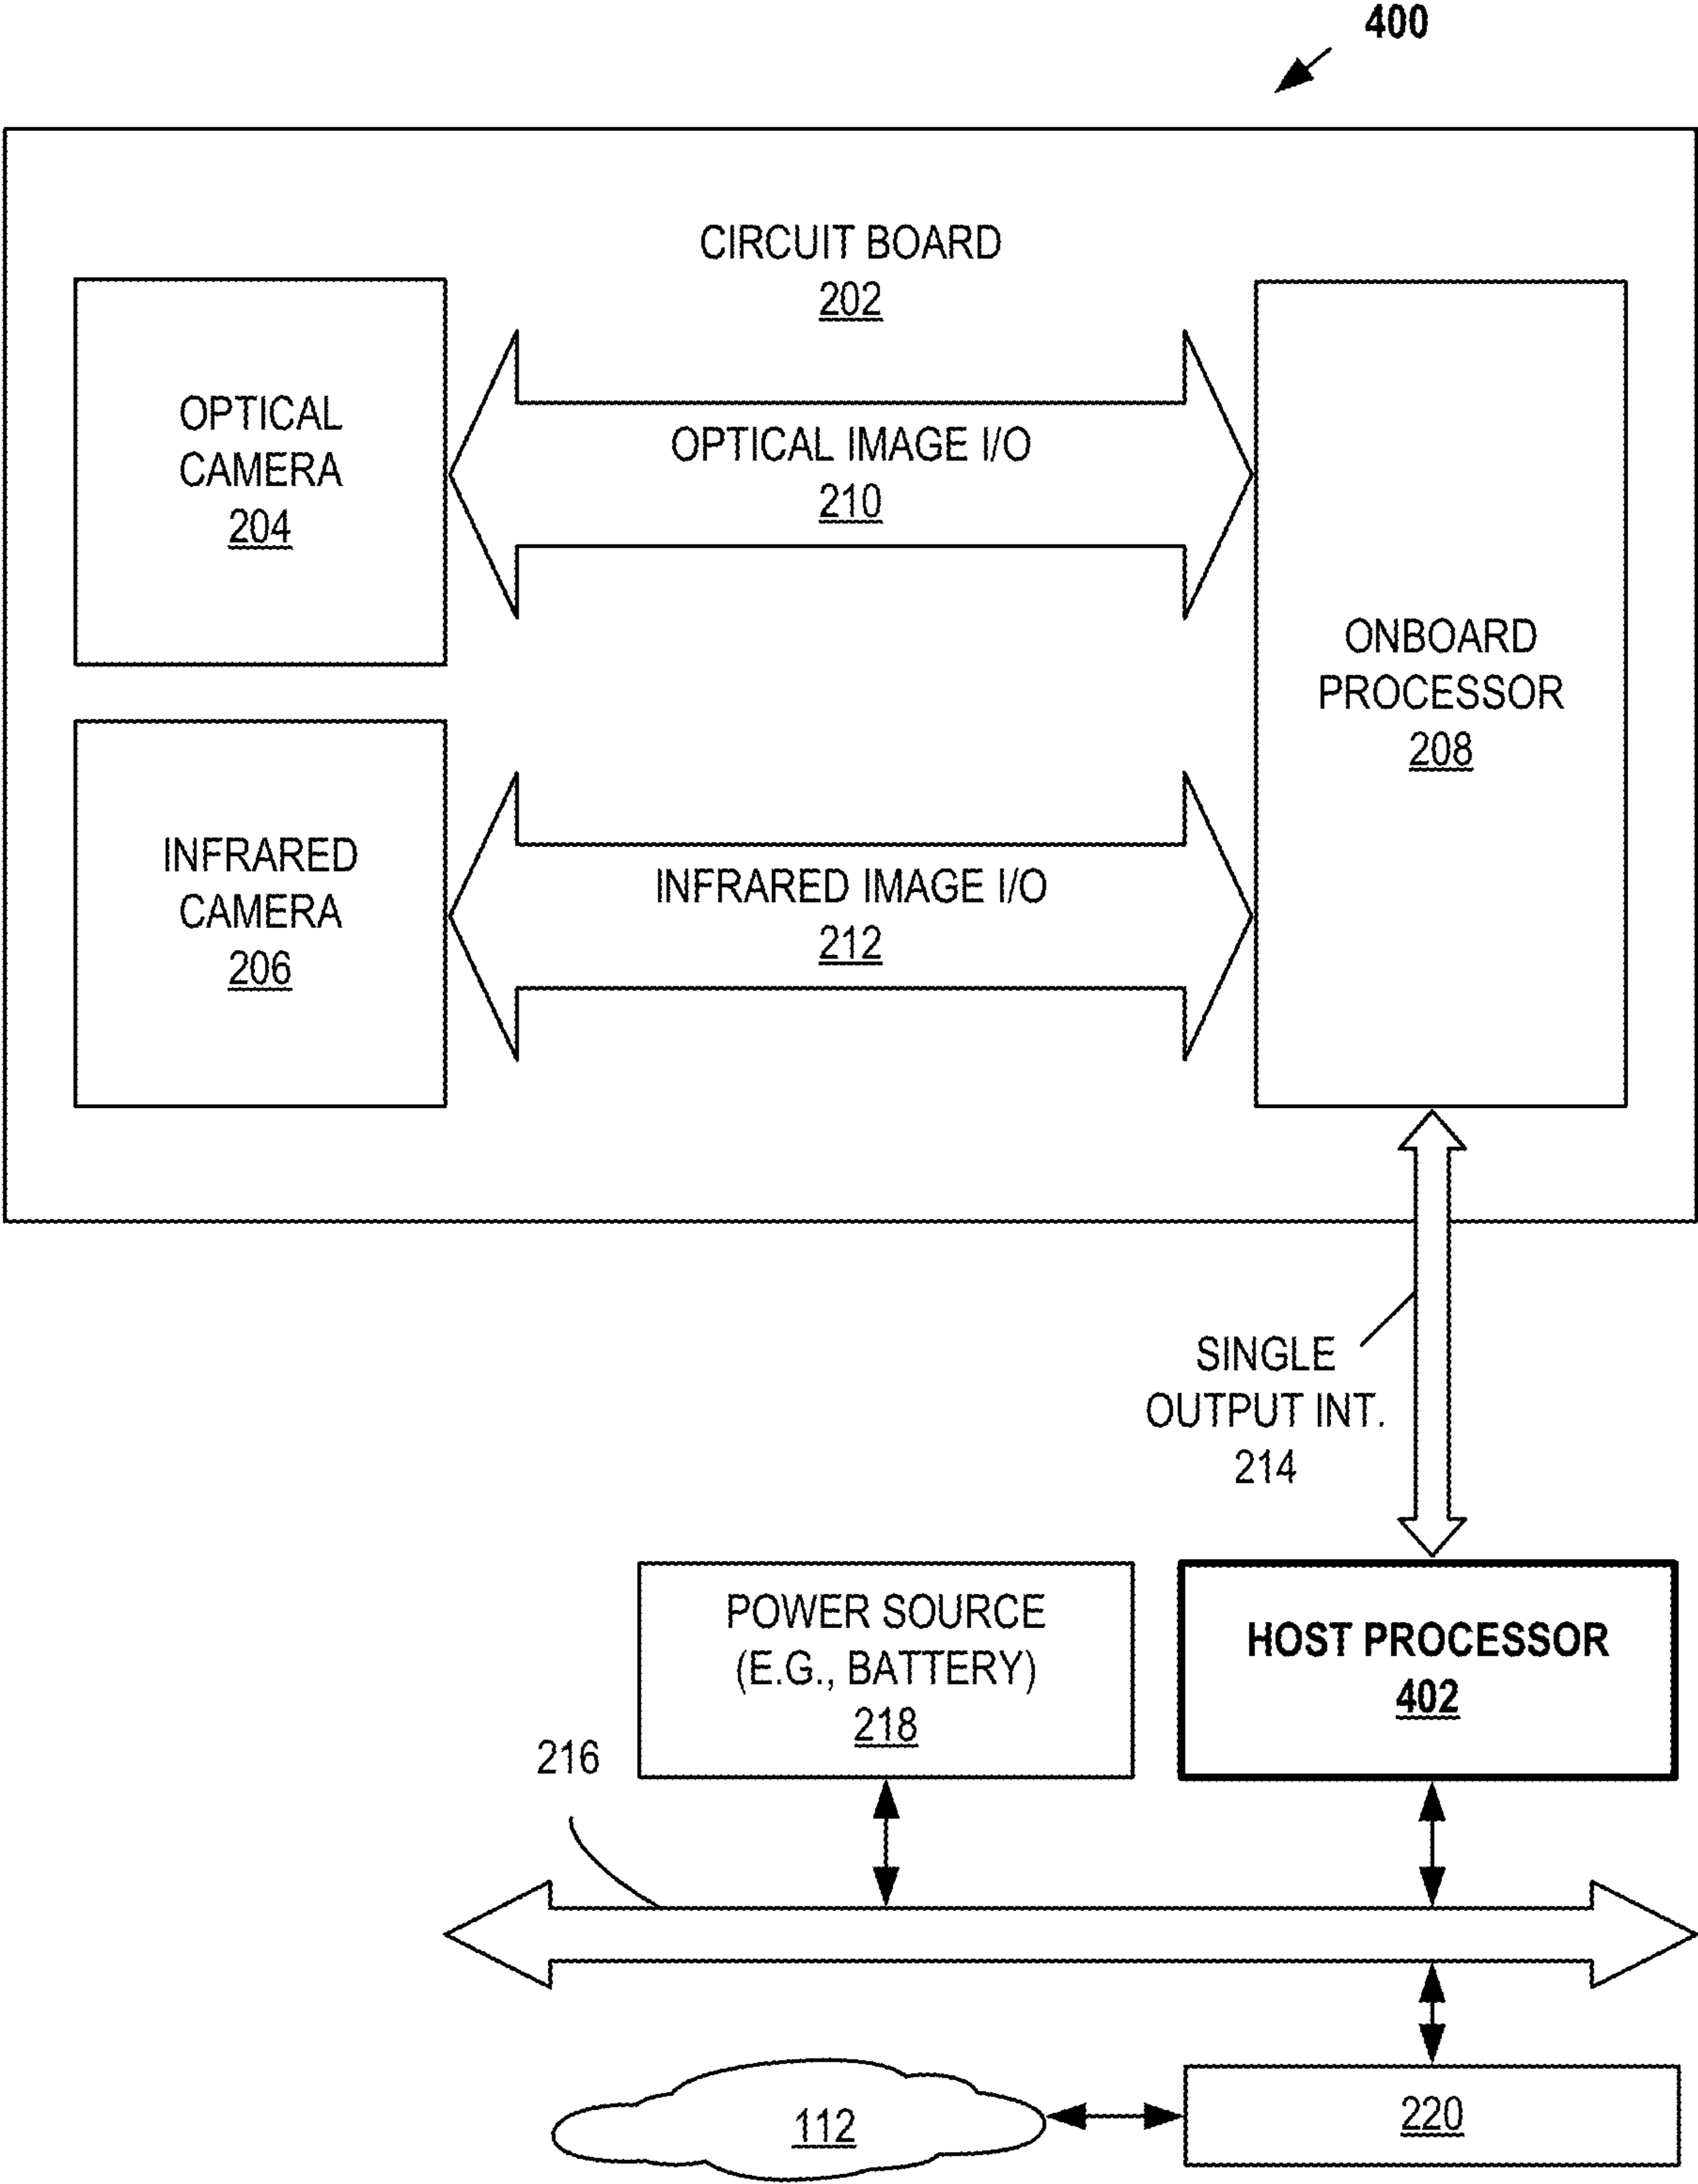 400
CIRCUIT BOARD
202
OPTICAL
CAMERA
204
OPTICAL IMAGE I/O
210
ONBOARD
PROCESSOR
208
INFRARED
CAMERA
206
INFRARED IMAGE I/O
212
SINGLE
OUTPUT INT.
214
POWER SOURCE
(E.G., BATTERY)
218
HOST PROCESSOR
402
216
112
220